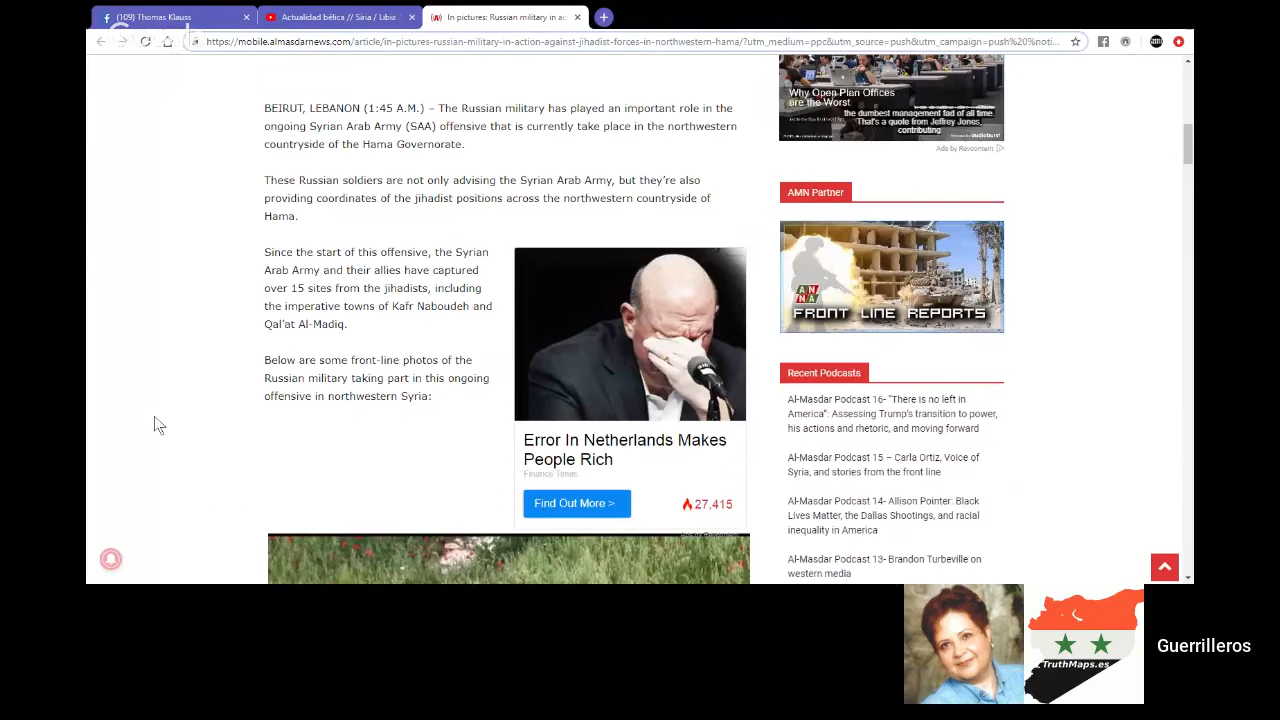 (109) Thomas Klauss
Actualidad bélica // Siria / Libia
In pictures: Russian military in ac
https://mobile.almasdarnews.com/article/in-pictures-russian-military-in-action-against-jihadist-forces-in-northwestern-hama/?utm_medium=ppc&utm_source=push&utm_campaign=push%20%noti...
BEIRUT, LEBANON (1:45 A.M.) – The Russian military has played an important role in the
ongoing Syrian Arab Army (SAA) offensive that's currently take place in the northwestern
countryside of the Hama Governorate.
These Russian soldiers are not only advising the Syrian Arab Army, but they're also
providing coordinates of the jihadist positions across the northwestern countryside of
Hama.
Since the start of this offensive, the Syrian
Arab Army and their allies have captured
over 15 sites from the jihadists, including
the imperative towns of Kafr Naboudeh and
Qal'at Al-Madiq.
Below are some front-line photos of the
Russian military taking part in this ongoing
offensive in northwestern Syria:
Error In Netherlands Makes
People Rich
Finance Times
Find Out More >
27,415
Why Open Plan Offices
are the Worst
the dumbest management fad of all time.
That's a quote from Jeffrey Jones,
contributing
audioburst
Ads by Revcontent
AMN Partner
ANNA
FRONT LINE REPORTS
Recent Podcasts
Al-Masdar Podcast 16- "There is no left in
America": Assessing Trump's transition to power,
his actions and rhetoric, and moving forward
Al-Masdar Podcast 15 – Carla Ortiz, Voice of
Syria, and stories from the front line
Al-Masdar Podcast 14- Allison Pointer: Black
Lives Matter, the Dallas Shootings, and racial
inequality in America
Al-Masdar Podcast 13- Brandon Turbeville on
western media
TruthMaps.es
Guerrilleros